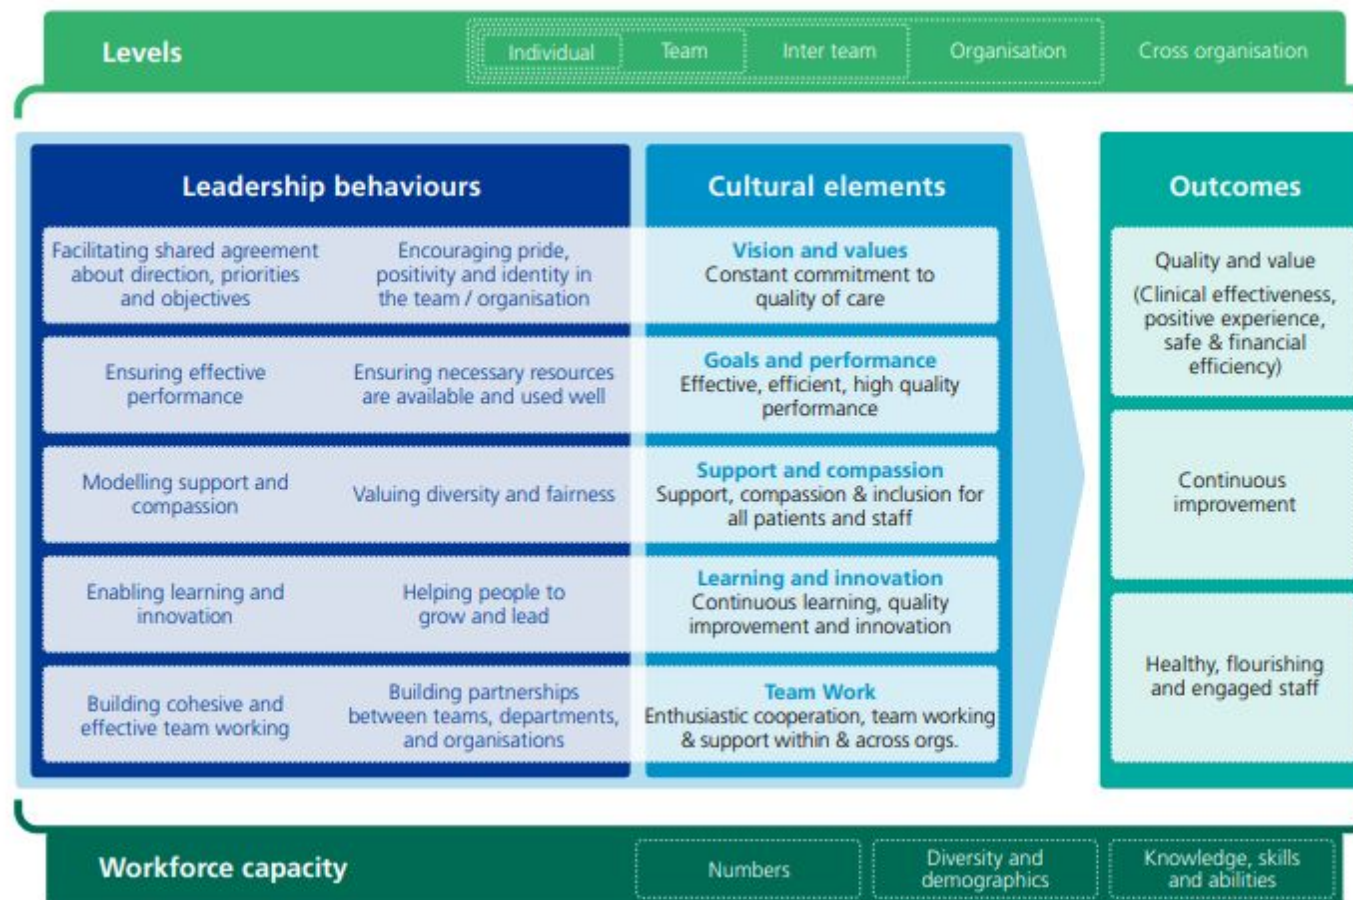 Levels
Individual
Team
Inter team
Organisation
Cross organisation
Leadership behaviours
Cultural elements
Outcomes
Facilitating shared agreement
about direction, priorities
and objectives
Encouraging pride,
positivity and identity in
the team / organisation
Vision and values
Constant commitment to
quality of care
Ensuring effective
performance
Ensuring necessary resources
are available and used well
Goals and performance
Effective, efficient, high quality
performance
Modelling support and
compassion
Valuing diversity and fairness
Support and compassion
Support, compassion & inclusion for
all patients and staff
Enabling learning and
innovation
Helping people to
grow and lead
Learning and innovation
Continuous learning, quality
improvement and innovation
Building cohesive and
effective team working
Building partnerships
between teams, departments,
and organisations
Team Work
Enthusiastic cooperation, team working
& support within & across orgs.
Quality and value
(Clinical effectiveness,
positive experience,
safe & financial
efficiency)
Continuous
improvement
Healthy, flourishing
and engaged staff
Workforce capacity
Numbers
Diversity and
demographics
Knowledge, skills
and abilities